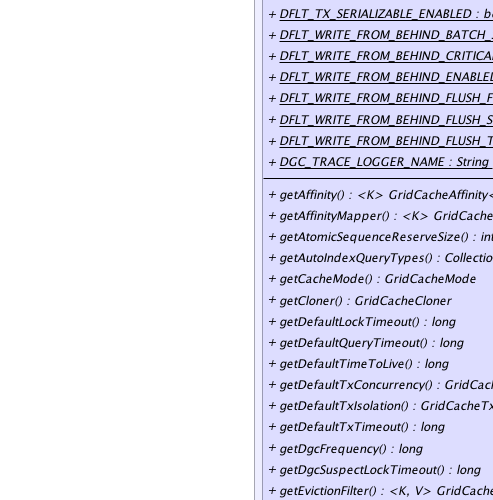 + DFLT_TX_SERIALIZABLE_ENABLED : b
+ DFLT_WRITE_FROM_BEHIND_BATCH_
+ DFLT_WRITE_FROM_BEHIND_CRITICA
+ DFLT_WRITE_FROM_BEHIND_ENABLED
+ DFLT_WRITE_FROM_BEHIND_FLUSH_F
+ DFLT_WRITE_FROM_BEHIND_FLUSH_S
+ DFLT_WRITE_FROM_BEHIND_FLUSH_T
+ DGC_TRACE_LOGGER_NAME : String
+ getAffinity() : <K> GridCacheAffinity<
+ getAffinityMapper() : <K> GridCache
+ getAtomicSequenceReserveSize() : int
+ getAutoIndexQueryTypes() : Collectio
+ getCacheMode() : GridCacheMode
+ getCloner() : GridCacheCloner
+ getDefaultLockTimeout() : long
+ getDefaultQueryTimeout() : long
+ getDefaultTimeToLive() : long
+ getDefaultTxConcurrency() : GridCach
+ getDefaultTxIsolation() : GridCacheTx
+ getDefaultTxTimeout() : long
+ getDgcFrequency() : long
+ getDgcSuspectLockTimeout() : long
+ getEvictionFilter() : <K, V> GridCache